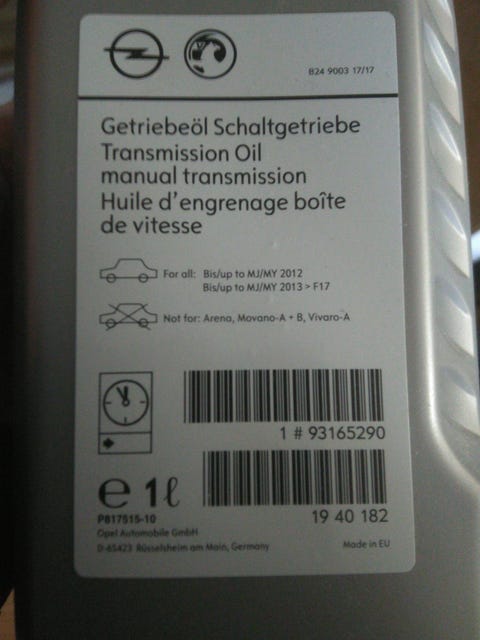 B24 9003 17/17
Getriebeöl Schaltgetriebe
Transmission Oil
manual transmission
Huile d'engrenage boîte
de vitesse
For all: Bis/up to MJ/MY 2012
Bis/up to MJ/MY 2013 > F17
Not for: Arena, Movano-A + B, Vivaro-A
1 # 93165290
e 1ℓ
19 40 182
P817515-10
Opel Automobile GmbH
D-65423 Rüsselsheim am Main, Germany
Made in EU